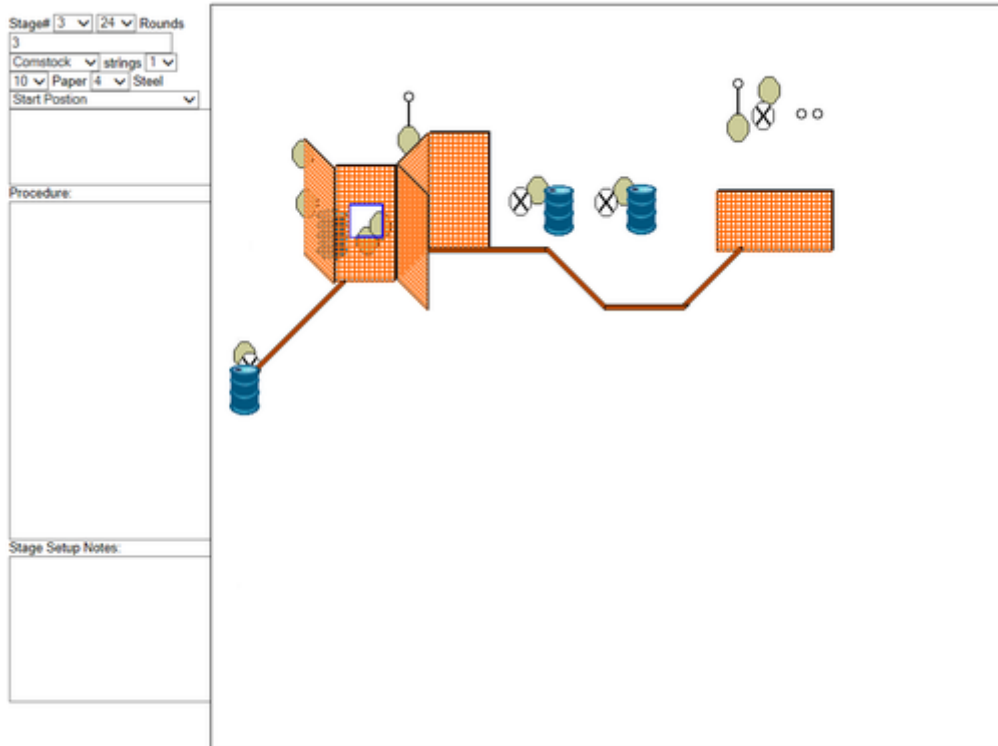 Stage# 3 24 Rounds
3
Comstock strings 1
10 Paper 4 Steel
Start Postion
Procedure:
Stage Setup Notes: